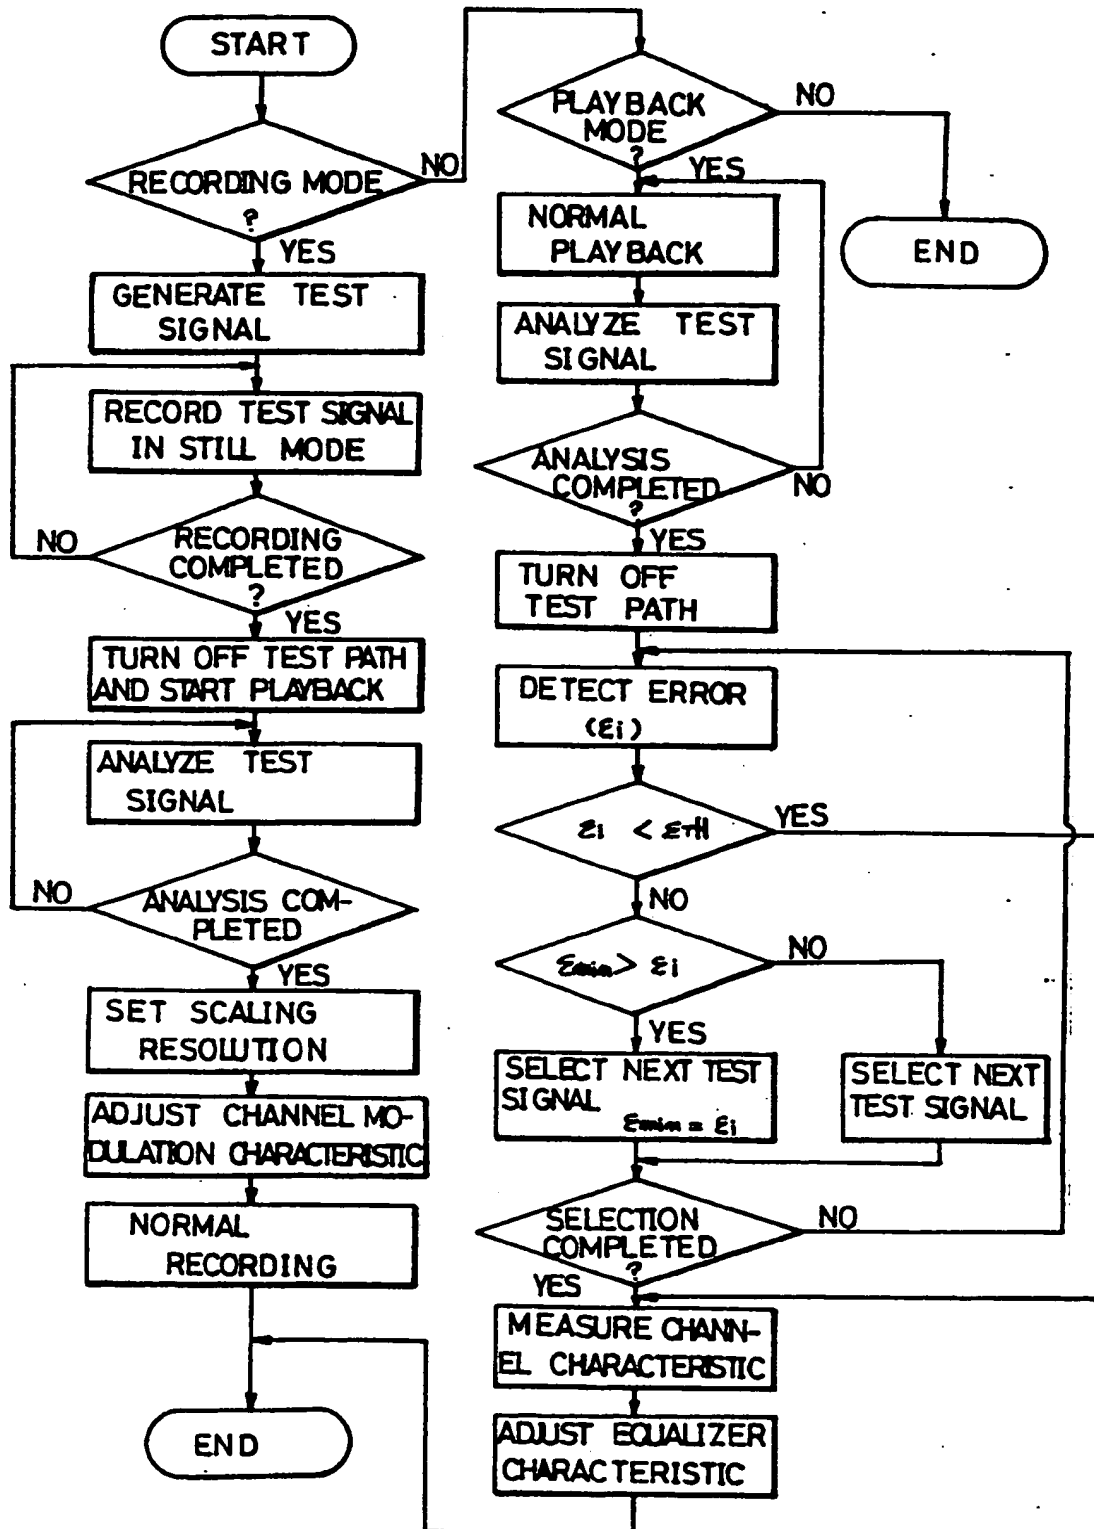 START
RECORDING MODE
?
NO
YES
GENERATE TEST
SIGNAL
RECORD TEST SIGNAL
IN STILL MODE
NO
RECORDING
COMPLETED
?
YES
TURN OFF TEST PATH
AND START PLAYBACK
ANALYZE TEST
SIGNAL
NO
ANALYSIS COM-
PLETED
YES
SET SCALING
RESOLUTION
ADJUST CHANNEL MO-
DULATION CHARACTERISTIC
NORMAL
RECORDING
END
PLAYBACK
MODE
?
NO
YES
END
NORMAL
PLAYBACK
ANALYZE TEST
SIGNAL
ANALYSIS
COMPLETED
?
NO
YES
TURN OFF
TEST PATH
DETECT ERROR
(εi)
εi < εTH
YES
NO
εmin > εi
NO
YES
SELECT NEXT TEST
SIGNAL
εmin = εi
SELECT NEXT
TEST SIGNAL
SELECTION
COMPLETED
?
NO
YES
MEASURE CHANN-
EL CHARACTERISTIC
ADJUST EQUALIZER
CHARACTERISTIC